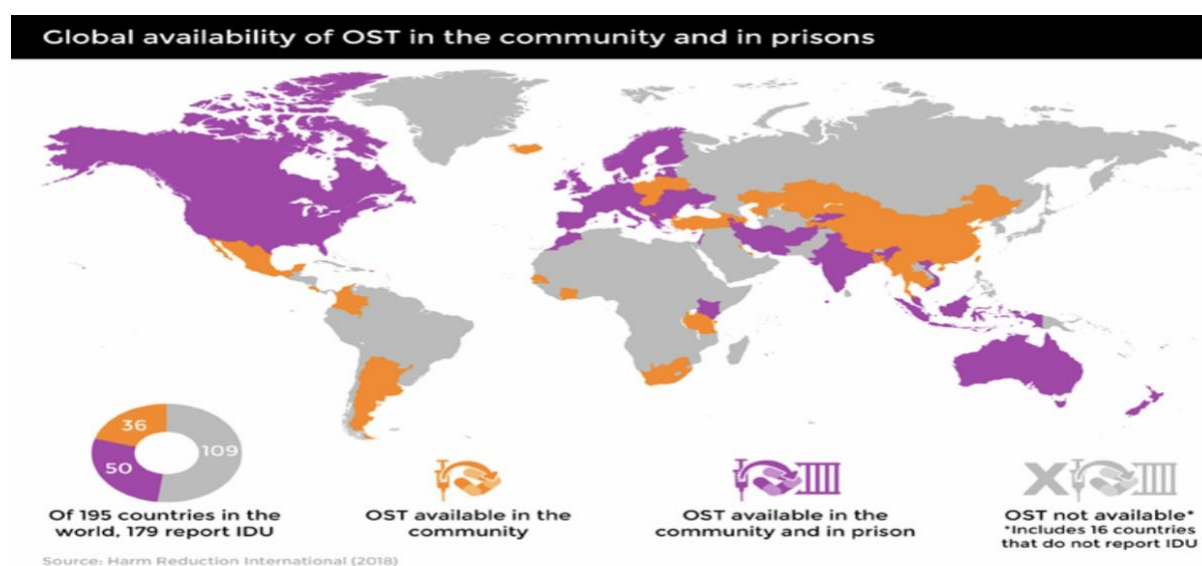 Global availability of OST in the community and in prisons
36
109
50
Of 195 countries in the
world, 179 report IDU
OST available in the
community
OST available in the
community and in prison
OST not available*
*Includes 16 countries
that do not report IDU
Source: Harm Reduction International (2018)